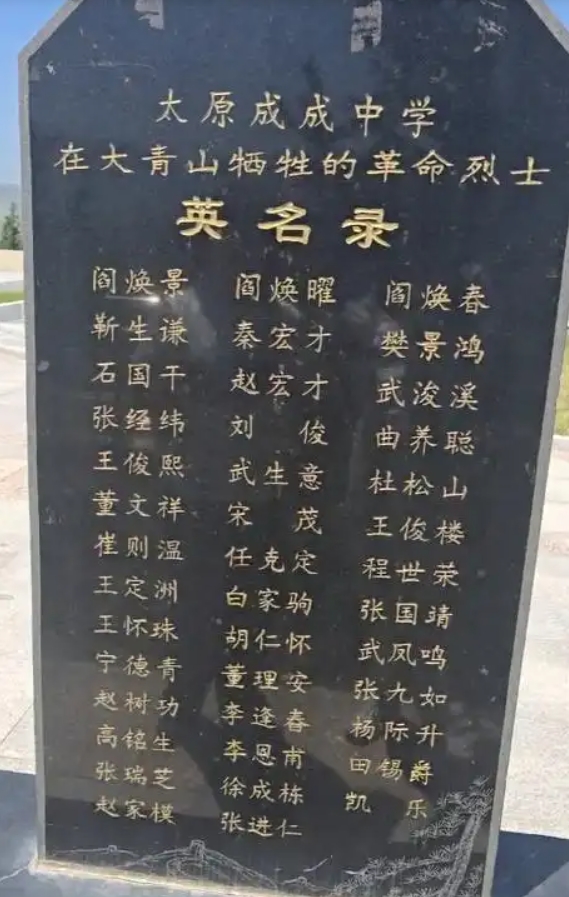 太原成成中学
在大青山牺牲的革命烈士
英名录
阎焕景 阎焕曜 阎焕春
靳生谦 秦宏才 樊景鸿
石国干 赵宏才 武浚溪
张经纬 刘俊 曲养聪
王俊熙 武生意 杜松山
董文祥 宋茂 王俊楼
崔则温 任克定 程世荣
王定洲 白家驹 张国靖
王怀珠 胡仁怀 武凤鸣
宁德青 董理安 张九如
赵树功 李逢春 杨际升
高铭生 李恩甫 田锡爵
张瑞芝 徐成栋 凯乐
赵家模 张进仁